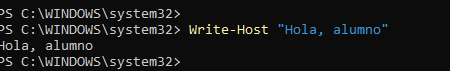 PS C:\WINDOWS\system32>
PS C:\WINDOWS\system32> Write-Host "Hola, alumno"
Hola, alumno
PS C:\WINDOWS\system32>